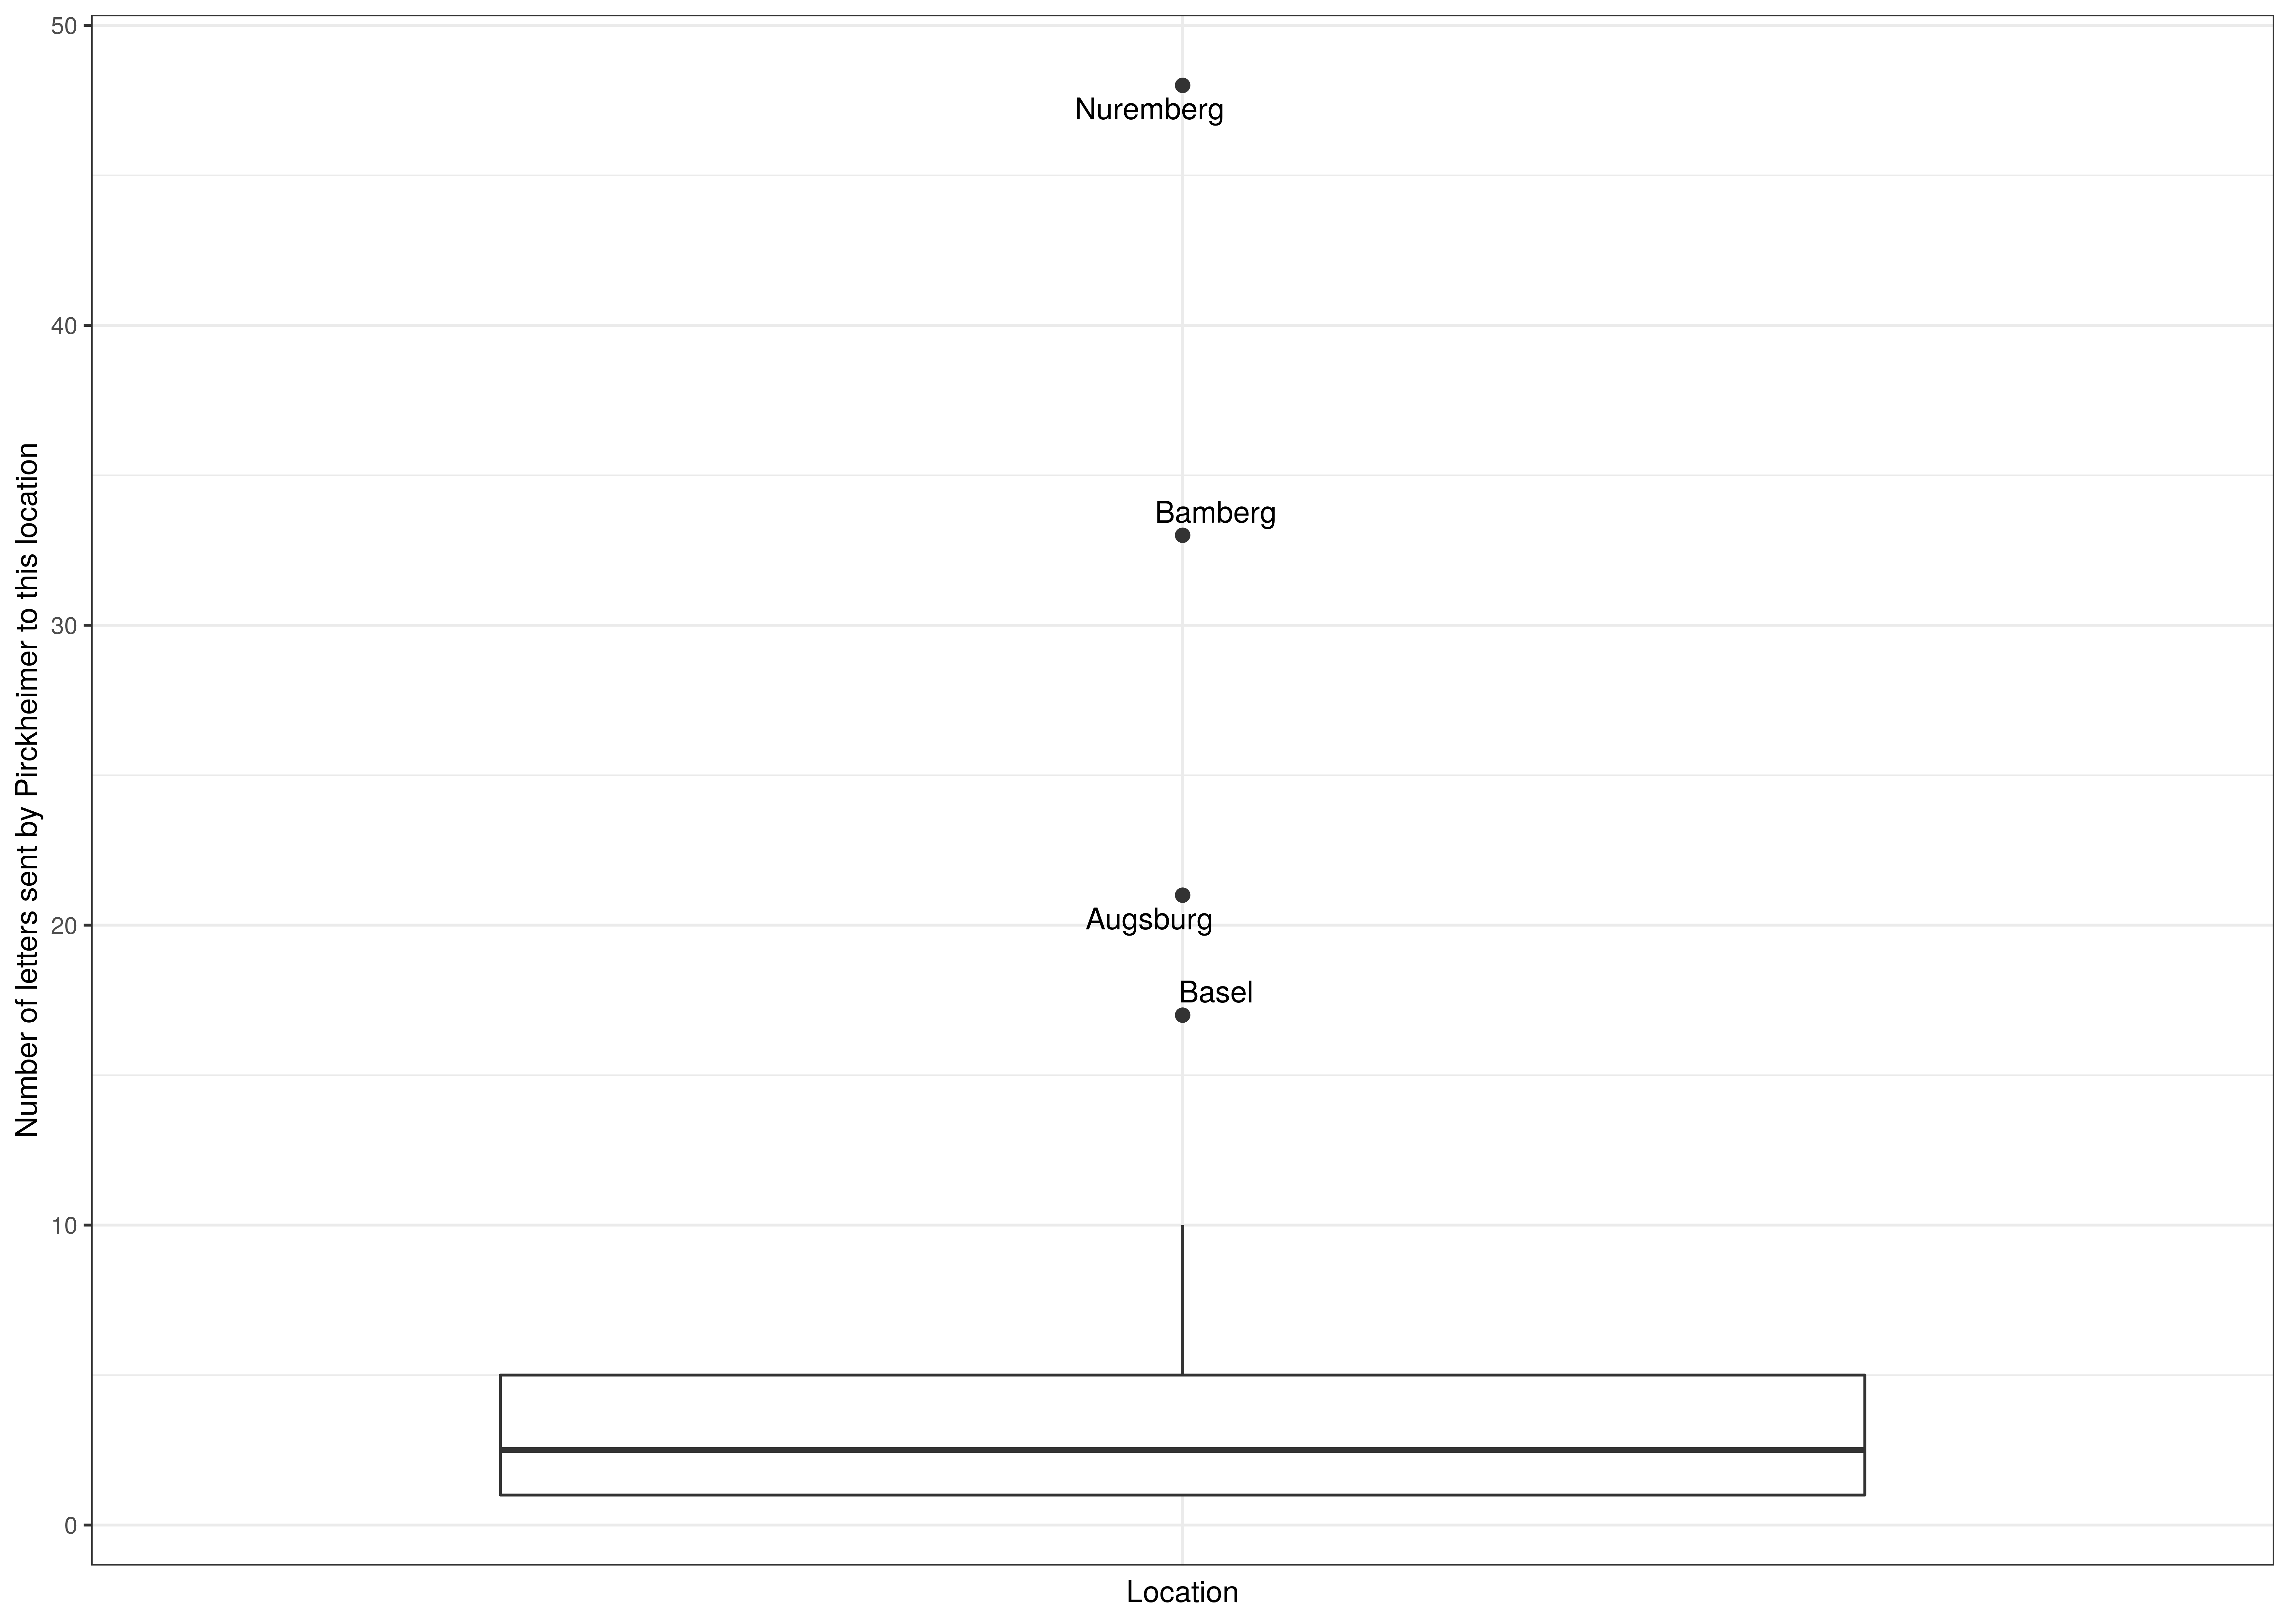 Number of letters sent by Pirckheimer to this location
50
40
30
20
10
0
Nuremberg
Bamberg
Augsburg
Basel
Location